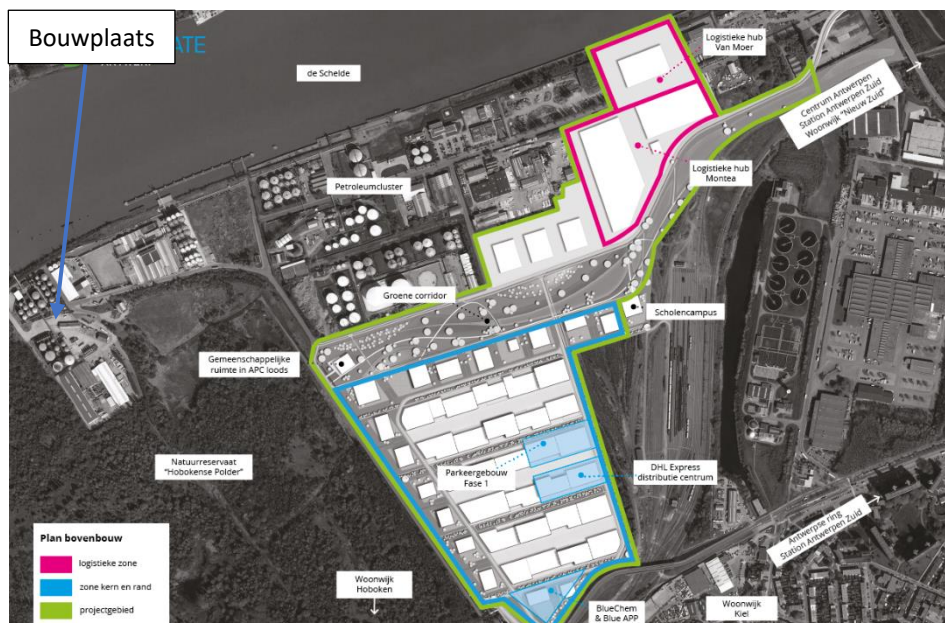 Bouwplaats
ATE
de Schelde
Logistieke hub
Van Moer
Centrum Antwerpen
Station Antwerpen Zuid
Woonwijk "Nieuw Zuid"
Logistieke hub
Montea
Petroleumcluster
Groene corridor
Scholencampus
Gemeenschappelijke
ruimte in APC loods
Natuurreservaat
"Hobokense Polder"
Parkeergebouw
Fase 1
DHL Express
distributie centrum
Antwerpse ring
Station Antwerpen Zuid
Plan bovenbouw
logistieke zone
zone kern en rand
projectgebied
Woonwijk
Hoboken
BlueChem
& Blue APP
Woonwijk
Kiel